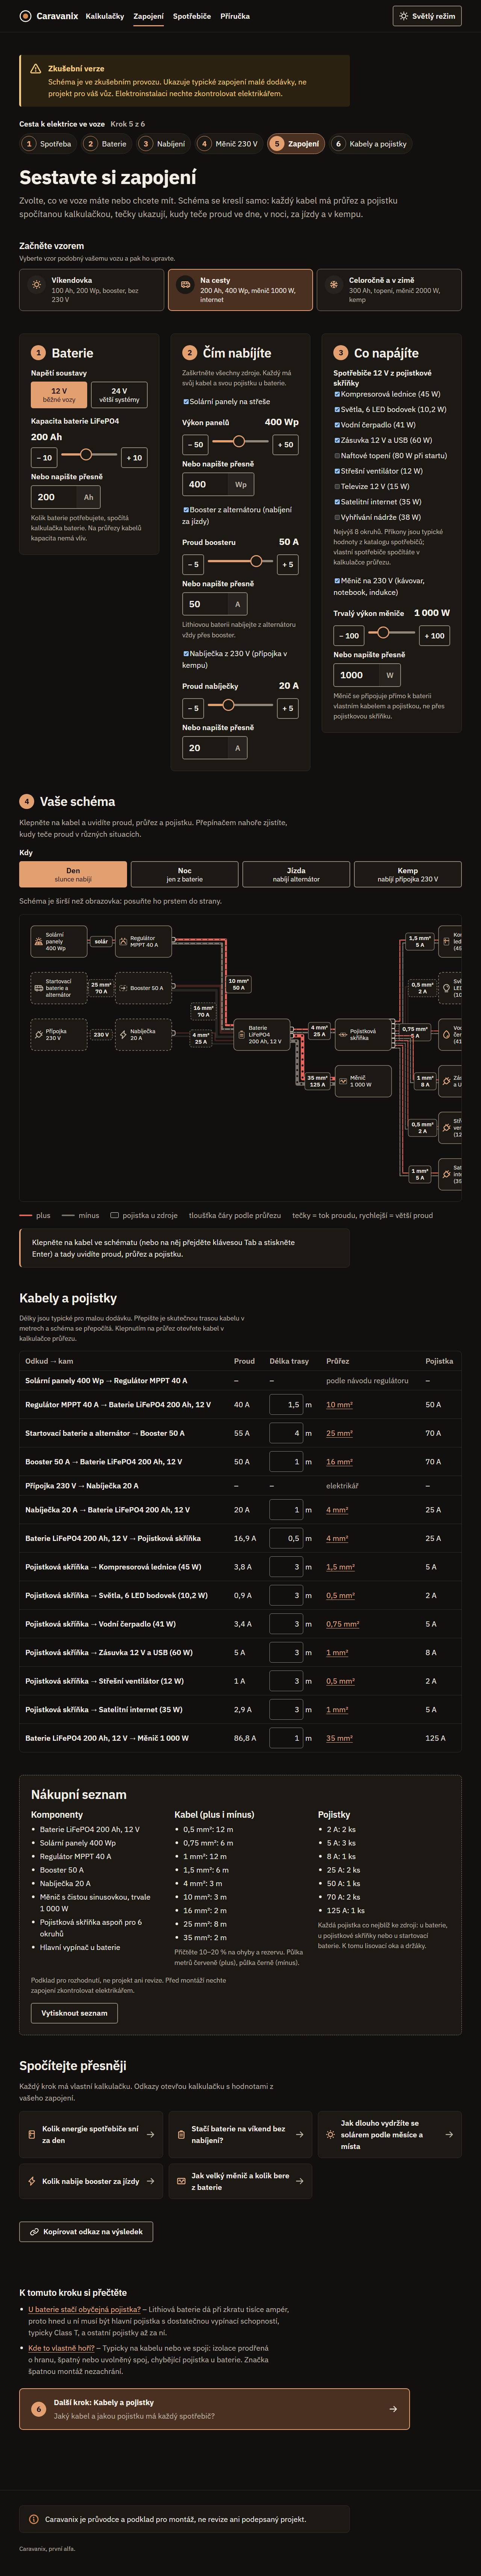 Caravanix
Kalkulačky
Zapojení
Spotřebiče
Příručka
Světlý režim
Zkušební verze
Schéma je ve zkušebním provozu. Ukazuje typické zapojení malé dodávky, ne
projekt pro váš vůz. Elektroinstalaci nechte zkontrolovat elektrikářem.
Cesta k elektrice ve voze Krok 5 z 6
1 Spotřeba
2 Baterie
3 Nabíjení
4 Měnič 230 V
5 Zapojení
6 Kabely a pojistky
Sestavte si zapojení
Zvolte, co ve voze máte nebo chcete mít. Schéma se kreslí samo: každý kabel má průřez a pojistku
spočítanou kalkulačkou, tečky ukazují, kudy teče proud ve dne, v noci, za jízdy a v kempu.
Začněte vzorem
Vyberte vzor podobný vašemu vozu a pak ho upravte.
Víkendovka
100 Ah, 200 Wp, booster, bez
230 V
Na cesty
200 Ah, 400 Wp, měnič 1000 W,
internet
Celoročně a v zimě
300 Ah, topení, měnič 2000 W,
kemp
1 Baterie
Napětí soustavy
12 V
běžné vozy
24 V
větší systémy
Kapacita baterie LiFePO4
200 Ah
− 10
+ 10
Nebo napište přesně
200 Ah
Kolik baterie potřebujete, spočítá
kalkulačka baterie. Na průřezy kabelů
kapacita nemá vliv.
2 Čím nabíjíte
Zaškrtněte všechny zdroje. Každý má
svůj kabel a svou pojistku u baterie.
Solární panely na střeše
Výkon panelů 400 Wp
− 50
+ 50
Nebo napište přesně
400 Wp
Booster z alternátoru (nabíjení
za jízdy)
Proud boosteru 50 A
− 5
+ 5
Nebo napište přesně
50 A
Lithiovou baterii nabíjejte z alternátoru
vždy přes booster.
Nabíječka z 230 V (přípojka v
kempu)
Proud nabíječky 20 A
− 5
+ 5
Nebo napište přesně
20 A
3 Co napájíte
Spotřebiče 12 V z pojistkové
skříňky
Kompresorová lednice (45 W)
Světla, 6 LED bodovek (10,2 W)
Vodní čerpadlo (41 W)
Zásuvka 12 V a USB (60 W)
Naftové topení (80 W při startu)
Střešní ventilátor (12 W)
Televize 12 V (15 W)
Satelitní internet (35 W)
Vyhřívání nádrže (38 W)
Nejvýš 8 okruhů. Příkony jsou typické
hodnoty z katalogu spotřebičů;
vlastní spotřebiče spočítáte v
kalkulačce průřezu.
Měnič na 230 V (kávovar,
notebook, indukce)
Trvalý výkon měniče 1 000 W
− 100
+ 100
Nebo napište přesně
1000 W
Měnič se připojuje přímo k baterii
vlastním kabelem a pojistkou, ne přes
pojistkovou skříňku.
4 Vaše schéma
Klepněte na kabel a uvidíte proud, průřez a pojistku. Přepínačem nahoře zjistíte,
kudy teče proud v různých situacích.
Kdy
Den
slunce nabíjí
Noc
jen z baterie
Jízda
nabíjí alternátor
Kemp
nabíjí přípojka 230 V
Schéma je širší než obrazovka: posuňte ho prstem do strany.
Solární
panely
400 Wp
solár
Regulátor
MPPT 40 A
10 mm²
50 A
Startovací
baterie a
alternátor
25 mm²
70 A
Booster 50 A
16 mm²
70 A
Přípojka
230 V
230 V
Nabíječka
20 A
4 mm²
25 A
Baterie
LiFePO4
200 Ah, 12 V
4 mm²
25 A
Pojistková
skříňka
35 mm²
125 A
Měnič
1 000 W
1,5 mm²
5 A
Ko
led
(45
0,5 mm²
2 A
Svě
LED
(10
0,75 mm²
5 A
Vod
čer
(41
1 mm²
8 A
Zás
a U
0,5 mm²
2 A
Stř
ven
(12
1 mm²
5 A
Sat
inte
(35
plus
mínus
pojistka u zdroje
tloušťka čáry podle průřezu
tečky = tok proudu, rychlejší = větší proud
Klepněte na kabel ve schématu (nebo na něj přejděte klávesou Tab a stiskněte
Enter) a tady uvidíte proud, průřez a pojistku.
Kabely a pojistky
Délky jsou typické pro malou dodávku. Přepište je skutečnou trasou kabelu v
metrech a schéma se přepočítá. Klepnutím na průřez otevřete kabel v
kalkulačce průřezu.
Odkud → kam Proud Délka trasy Průřez Pojistka
Solární panely 400 Wp → Regulátor MPPT 40 A – – podle návodu regulátoru –
Regulátor MPPT 40 A → Baterie LiFePO4 200 Ah, 12 V 40 A 1,5 m 10 mm² 50 A
Startovací baterie a alternátor → Booster 50 A 55 A 4 m 25 mm² 70 A
Booster 50 A → Baterie LiFePO4 200 Ah, 12 V 50 A 1 m 16 mm² 70 A
Přípojka 230 V → Nabíječka 20 A – – elektrikář –
Nabíječka 20 A → Baterie LiFePO4 200 Ah, 12 V 20 A 1 m 4 mm² 25 A
Baterie LiFePO4 200 Ah, 12 V → Pojistková skříňka 16,9 A 0,5 m 4 mm² 25 A
Pojistková skříňka → Kompresorová lednice (45 W) 3,8 A 3 m 1,5 mm² 5 A
Pojistková skříňka → Světla, 6 LED bodovek (10,2 W) 0,9 A 3 m 0,5 mm² 2 A
Pojistková skříňka → Vodní čerpadlo (41 W) 3,4 A 3 m 0,75 mm² 5 A
Pojistková skříňka → Zásuvka 12 V a USB (60 W) 5 A 3 m 1 mm² 8 A
Pojistková skříňka → Střešní ventilátor (12 W) 1 A 3 m 0,5 mm² 2 A
Pojistková skříňka → Satelitní internet (35 W) 2,9 A 3 m 1 mm² 5 A
Baterie LiFePO4 200 Ah, 12 V → Měnič 1 000 W 86,8 A 1 m 35 mm² 125 A
Nákupní seznam
Komponenty
Baterie LiFePO4 200 Ah, 12 V
Solární panely 400 Wp
Regulátor MPPT 40 A
Booster 50 A
Nabíječka 20 A
Měnič s čistou sinusovkou, trvale
1 000 W
Pojistková skříňka aspoň pro 6
okruhů
Hlavní vypínač u baterie
Kabel (plus i mínus)
0,5 mm²: 12 m
0,75 mm²: 6 m
1 mm²: 12 m
1,5 mm²: 6 m
4 mm²: 3 m
10 mm²: 3 m
16 mm²: 2 m
25 mm²: 8 m
35 mm²: 2 m
Přičtěte 10–20 % na ohyby a rezervu. Půlka
metrů červené (plus), půlka černé (mínus).
Pojistky
2 A: 2 ks
5 A: 3 ks
8 A: 1 ks
25 A: 2 ks
50 A: 1 ks
70 A: 2 ks
125 A: 1 ks
Každá pojistka co nejblíž ke zdroji: u baterie,
u pojistkové skříňky nebo u startovací
baterie. K tomu lisovací oka a držáky.
Podklad pro rozhodnutí, ne projekt ani revize. Před montáží nechte
zapojení zkontrolovat elektrikářem.
Vytisknout seznam
Spočítejte přesněji
Každý krok má vlastní kalkulačku. Odkazy otevřou kalkulačku s hodnotami z
vašeho zapojení.
Kolik energie spotřebiče sní
za den
Stačí baterie na víkend bez
nabíjení?
Jak dlouho vydržíte se
solárem podle měsíce a
místa
Kolik nabije booster za jízdy
Jak velký měnič a kolik bere
z baterie
Kopírovat odkaz na výsledek
K tomuto kroku si přečtěte
U baterie stačí obyčejná pojistka? – Lithiová baterie dá při zkratu tisíce ampér,
proto hned u ní musí být hlavní pojistka s dostatečnou vypínací schopností,
typicky Class T, a ostatní pojistky až za ní.
Kde to vlastně hoří? – Typicky na kabelu nebo ve spoji: izolace prodřená
o hranu, špatný nebo uvolněný spoj, chybějící pojistka u baterie. Značka
špatnou montáž nezachrání.
6
Další krok: Kabely a pojistky
Jaký kabel a jakou pojistku má každý spotřebič?
Caravanix je průvodce a podklad pro montáž, ne revize ani podepsaný projekt.
Caravanix, první alfa.